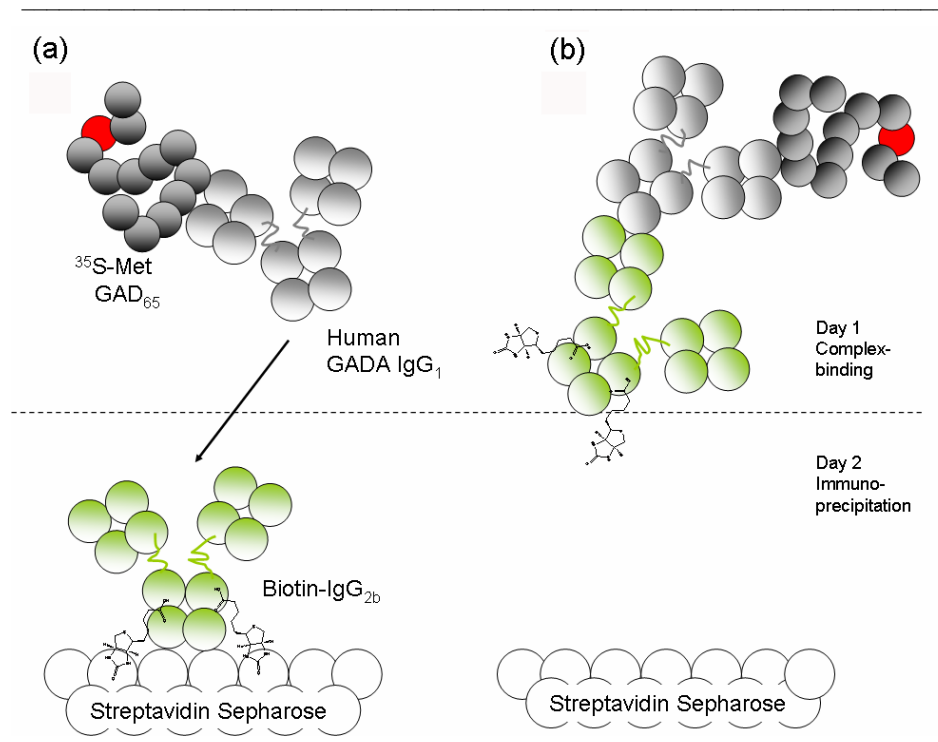 (a)
(b)
³⁵S-Met
GAD₆₅
Human
GADA IgG₁
Day 1
Complex-
binding
Day 2
Immuno-
precipitation
Biotin-IgG₂b
Streptavidin Sepharose
Streptavidin Sepharose